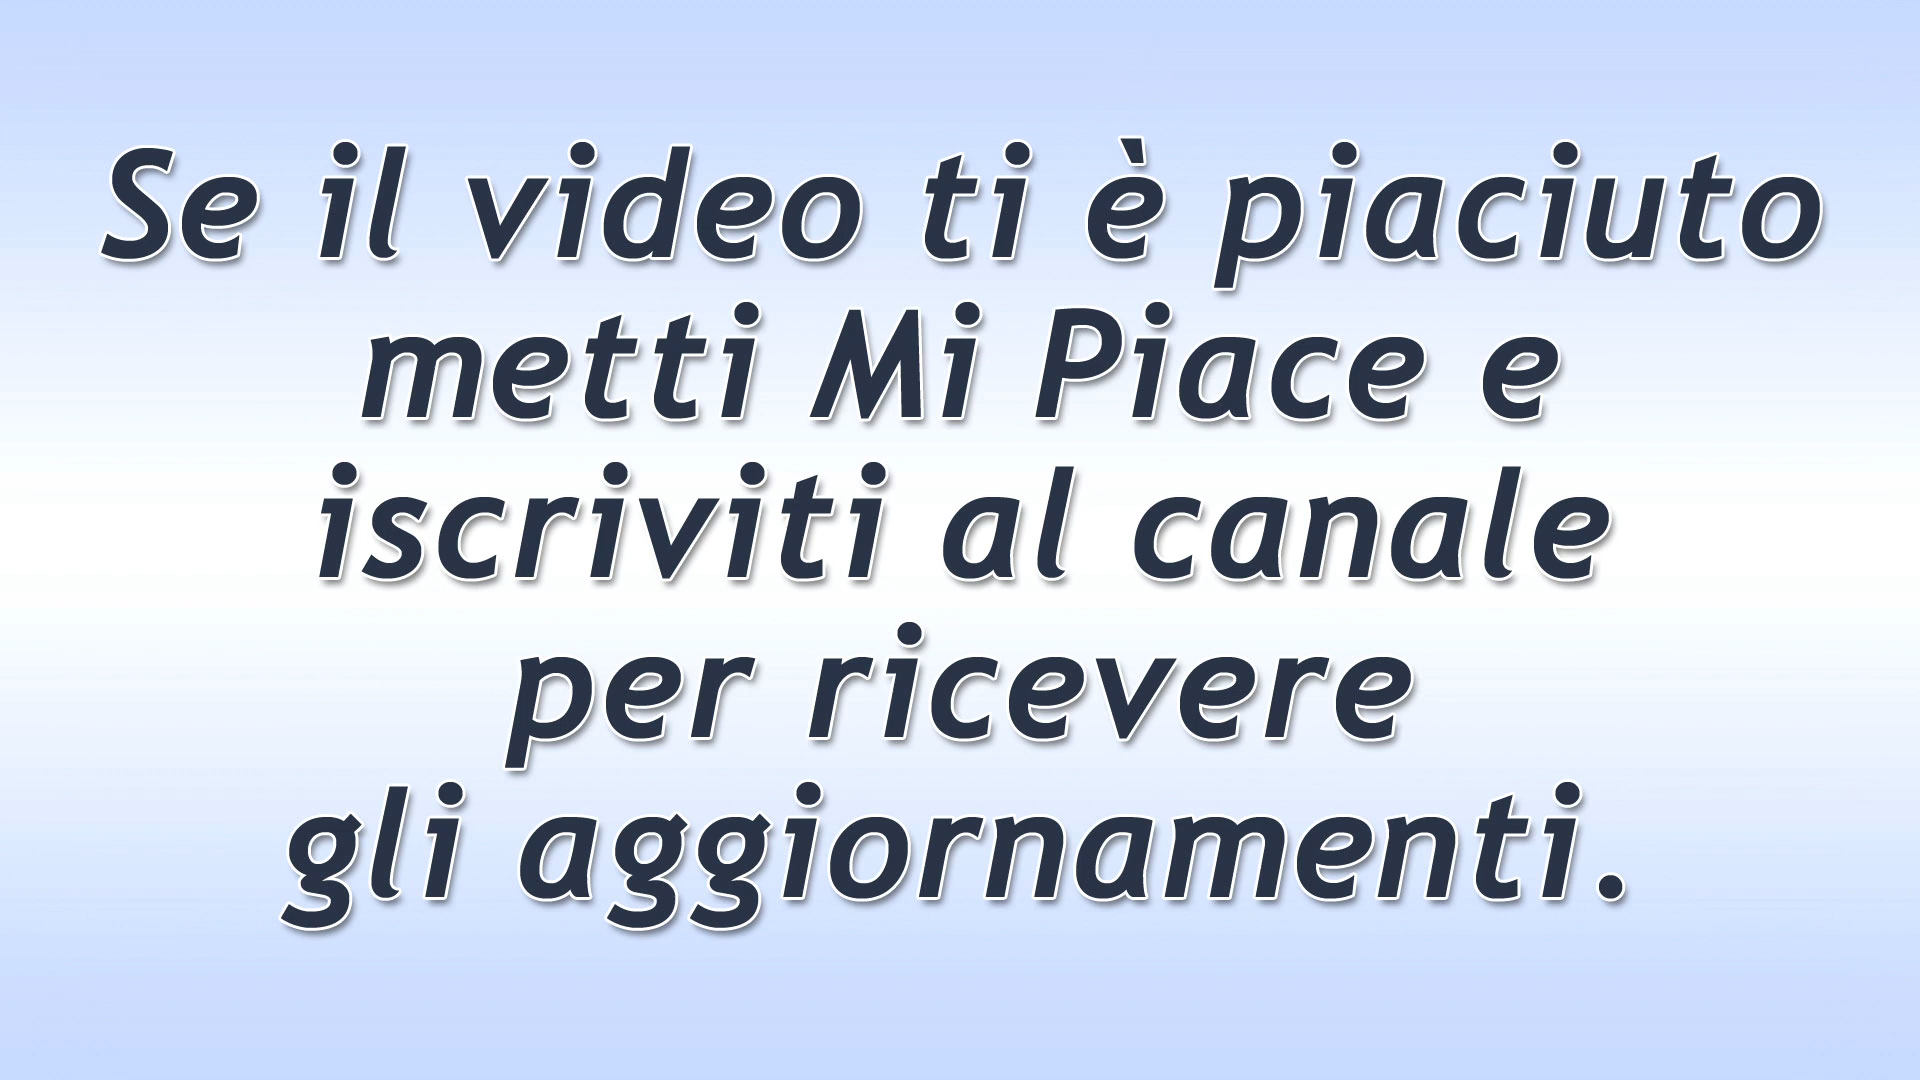 Se il video ti è piaciuto
metti Mi Piace e
iscriviti al canale
per ricevere
gli aggiornamenti.